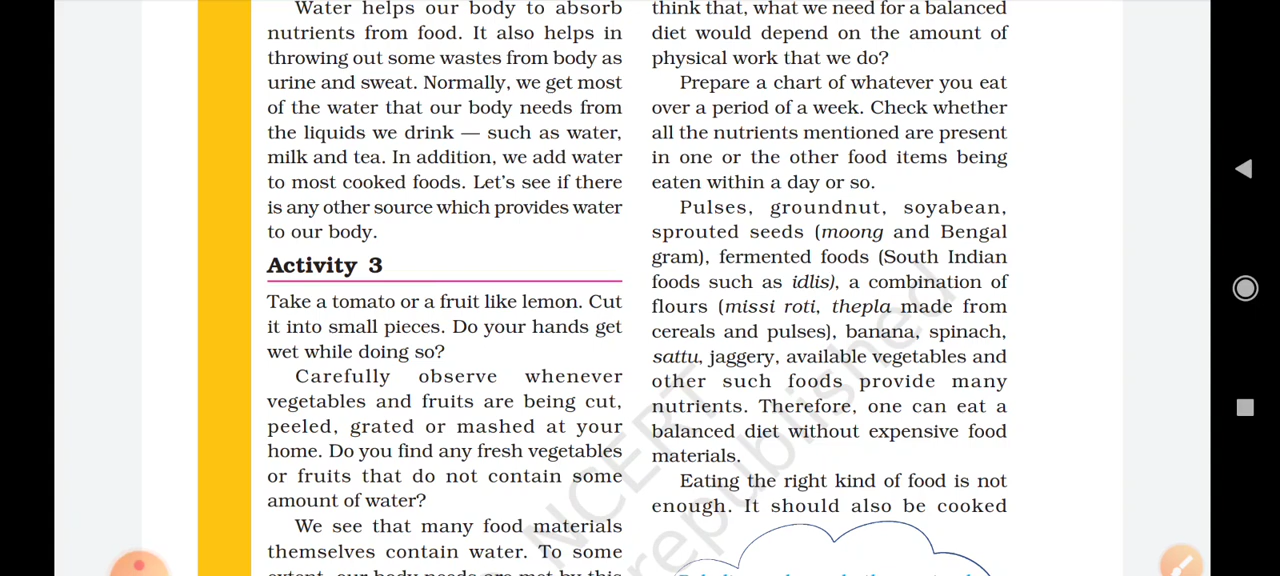 Water helps our body to absorb
nutrients from food. It also helps in
throwing out some wastes from body as
urine and sweat. Normally, we get most
of the water that our body needs from
the liquids we drink — such as water,
milk and tea. In addition, we add water
to most cooked foods. Let's see if there
is any other source which provides water
to our body.
Activity 3
Take a tomato or a fruit like lemon. Cut
it into small pieces. Do your hands get
wet while doing so?
Carefully observe whenever
vegetables and fruits are being cut,
peeled, grated or mashed at your
home. Do you find any fresh vegetables
or fruits that do not contain some
amount of water?
We see that many food materials
themselves contain water. To some
extent, our body needs are met by this
think that, what we need for a balanced
diet would depend on the amount of
physical work that we do?
Prepare a chart of whatever you eat
over a period of a week. Check whether
all the nutrients mentioned are present
in one or the other food items being
eaten within a day or so.
Pulses, groundnut, soyabean,
sprouted seeds (moong and Bengal
gram), fermented foods (South Indian
foods such as idlis), a combination of
flours (missi roti, thepla made from
cereals and pulses), banana, spinach,
sattu, jaggery, available vegetables and
other such foods provide many
nutrients. Therefore, one can eat a
balanced diet without expensive food
materials.
Eating the right kind of food is not
enough. It should also be cooked
NCERT
republished